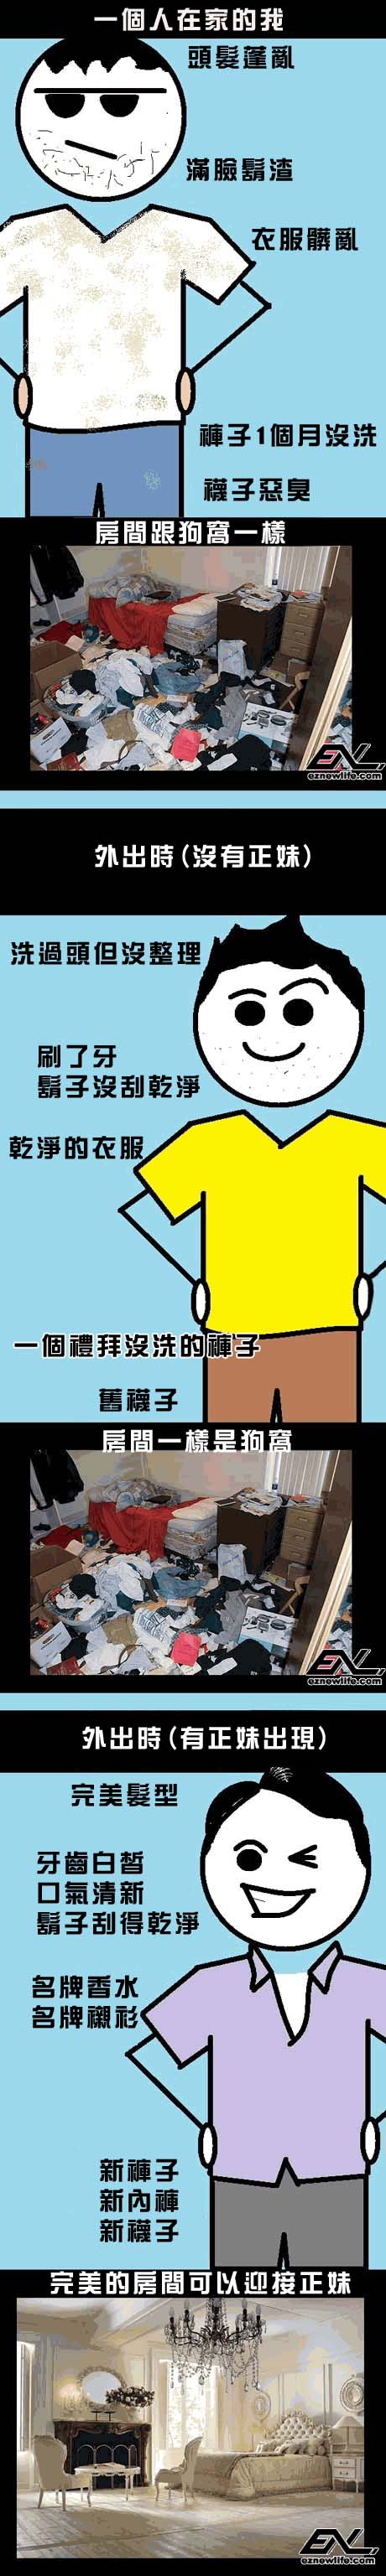 一個人在家的我
頭髮蓬亂
滿臉鬍渣
衣服髒亂
褲子1個月沒洗
襪子惡臭
房間跟狗窩一樣
EZNL
eznewlife.com
外出時(沒有正妹)
洗過頭但沒整理
刷了牙
鬍子沒刮乾淨
乾淨的衣服
一個禮拜沒洗的褲子
舊襪子
房間一樣是狗窩
EZNL
eznewlife.com
外出時(有正妹出現)
完美髮型
牙齒白皙
口氣清新
鬍子刮得乾淨
名牌香水
名牌襯衫
新褲子
新內褲
新襪子
完美的房間可以迎接正妹
EZNL
eznewlife.com